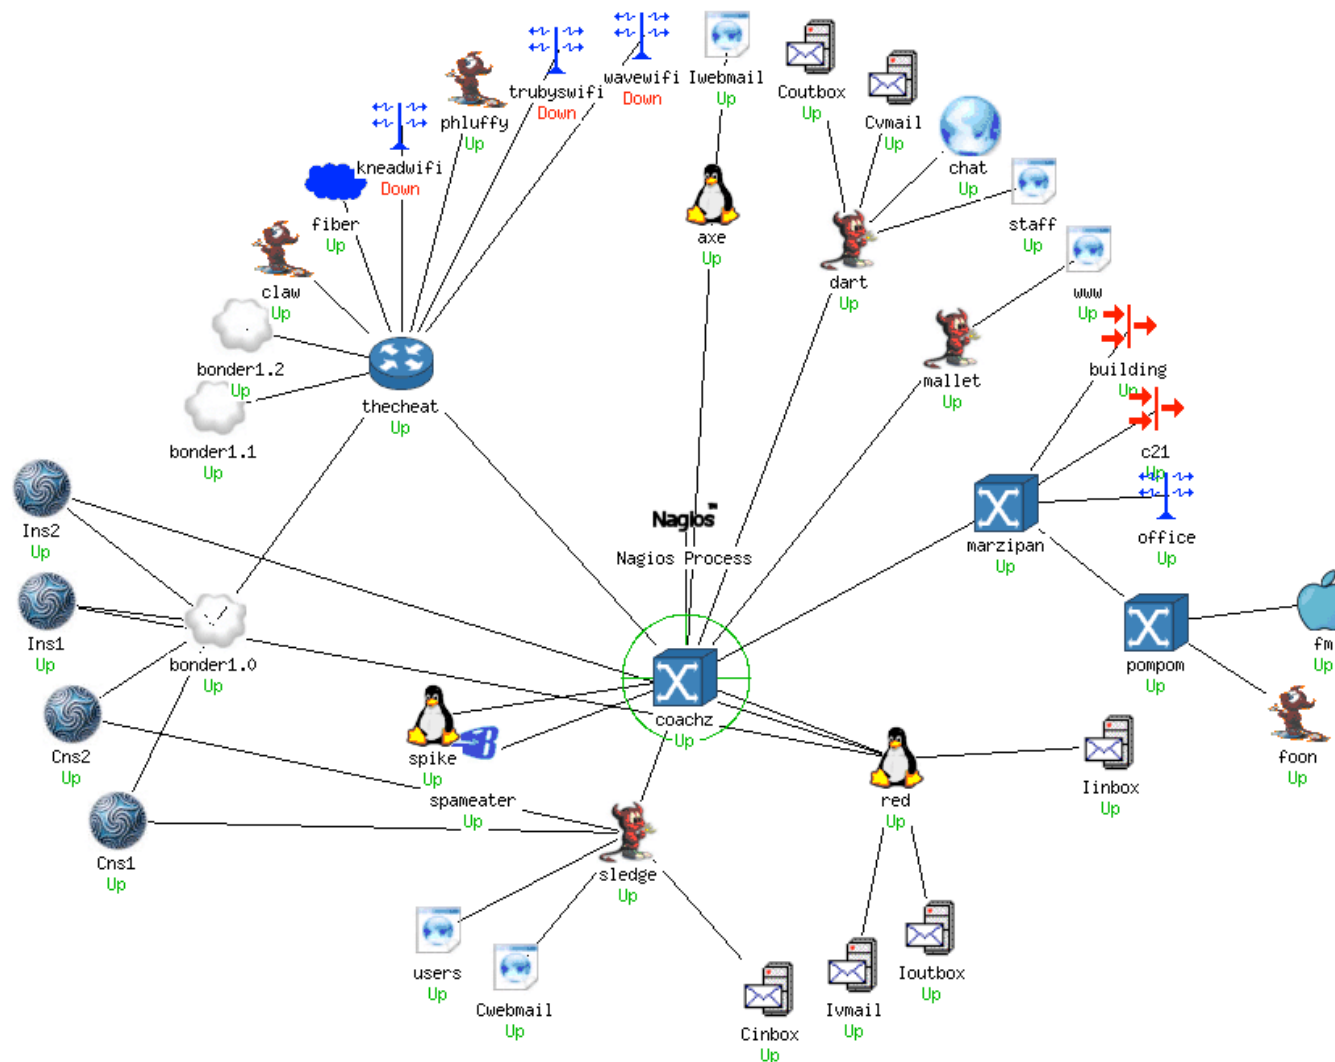 wavewifi
Down
trubyswifi
Down
Iwebmail
Up
Coutbox
Up
Cvmail
Up
phluffy
Up
kneadwifi
Down
chat
Up
fiber
Up
staff
Up
axe
Up
claw
Up
dart
Up
www
Up
bonder1.2
Up
building
Up
mallet
Up
thecheat
Up
bonder1.1
Up
c21
Up
Nagios™
Nagios Process
Ins2
Up
marzipan
Up
office
Up
Ins1
Up
bonder1.0
Up
pompom
Up
fm
Up
coachz
Up
Cns2
Up
spike
Up
foon
Up
spameater
Up
red
Up
Iinbox
Up
Cns1
Up
sledge
Up
users
Up
Ioutbox
Up
Cwebmail
Up
Ivmail
Up
Cinbox
Up